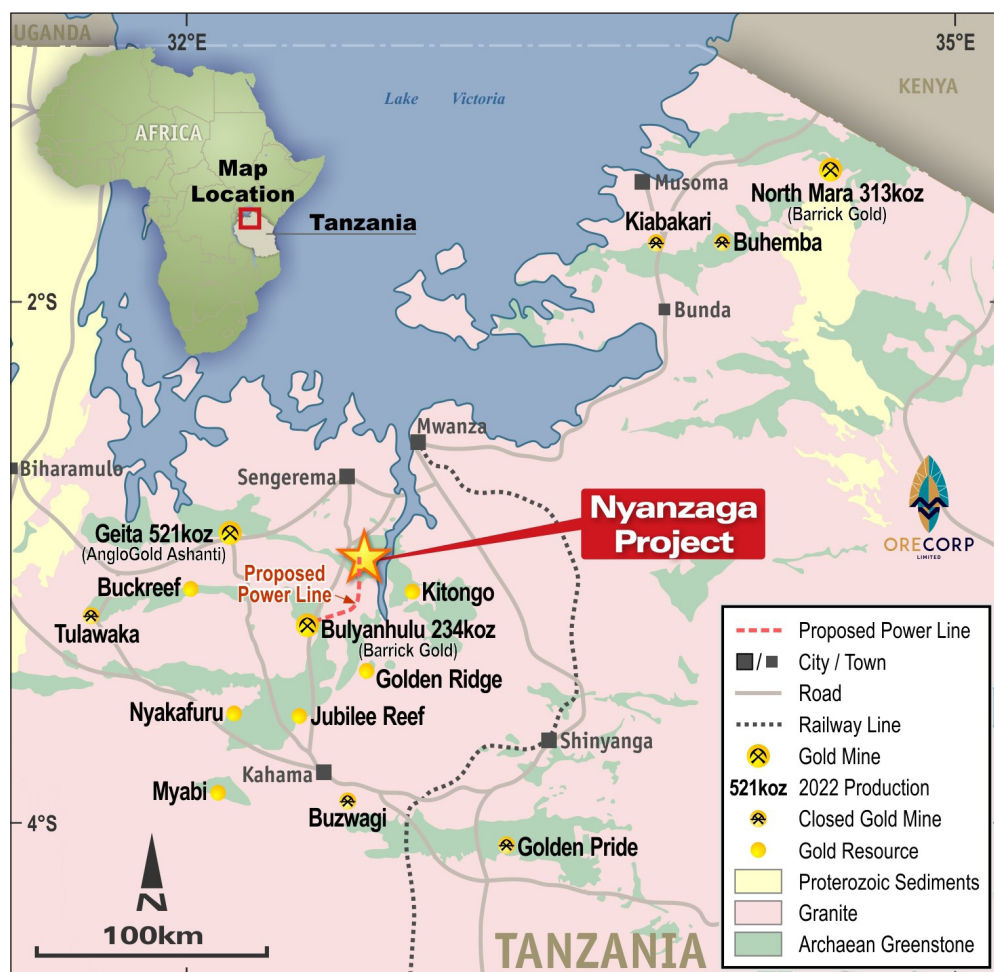 UGANDA
32°E
35°E
KENYA
Lake Victoria
AFRICA
Map
Location
Tanzania
Musoma
North Mara 313koz
(Barrick Gold)
Kiabakari
Buhemba
2°S
Bunda
Mwanza
Biharamulo
Sengerema
Nyanzaga
Project
ORECORP
LIMITED
Geita 521koz
(AngloGold Ashanti)
Proposed
Power Line
Buckreef
Kitongo
Tulawaka
Bulyanhulu 234koz
(Barrick Gold)
Golden Ridge
Nyakafuru
Jubilee Reef
Shinyanga
Kahama
Myabi
Buzwagi
4°S
Golden Pride
N
100km
TANZANIA
Proposed Power Line
/ City / Town
Road
Railway Line
Gold Mine
521koz 2022 Production
Closed Gold Mine
Gold Resource
Proterozoic Sediments
Granite
Archaean Greenstone